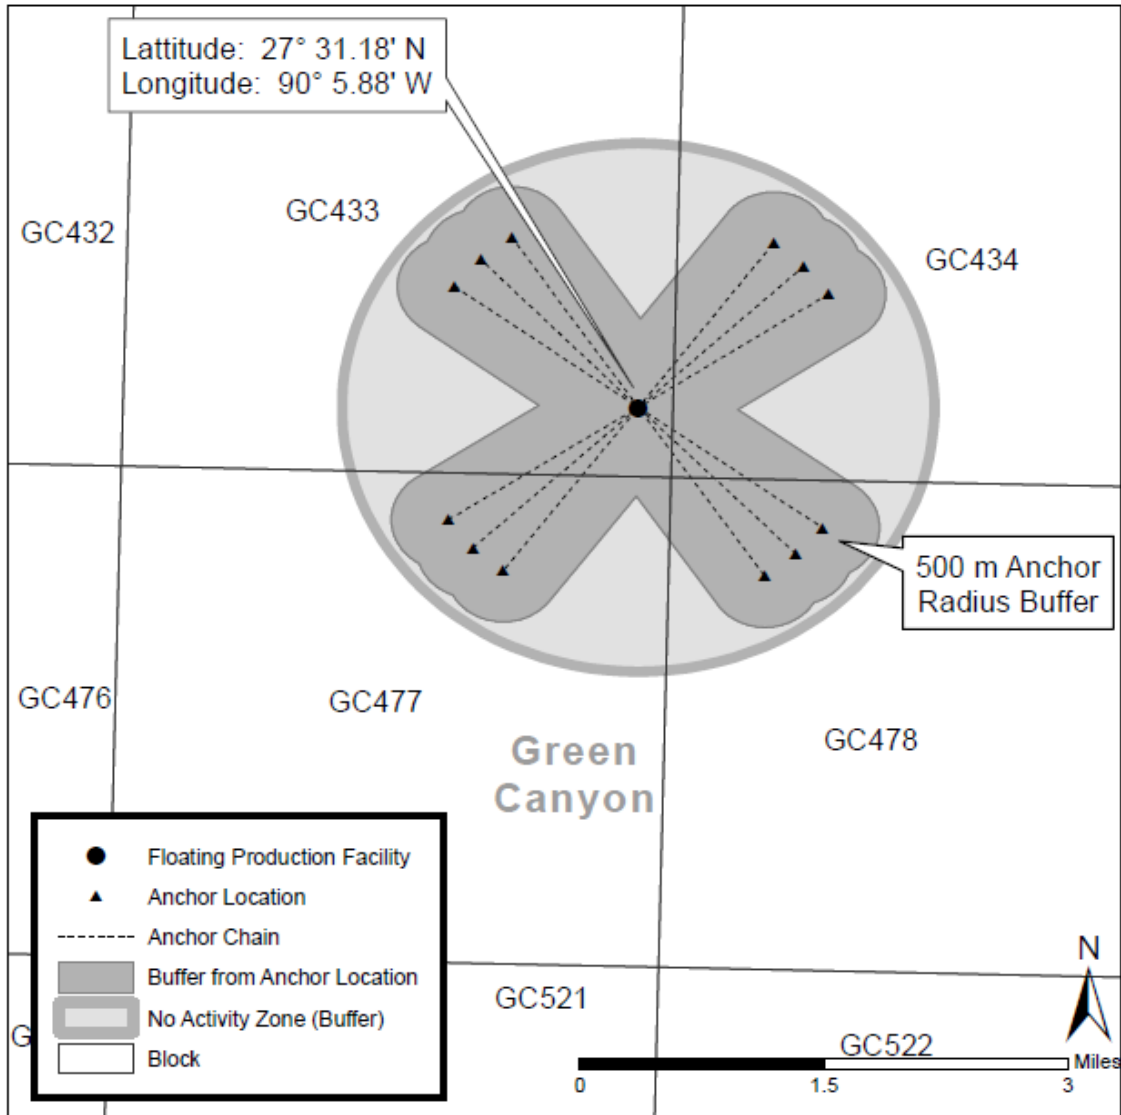 Lattitude:  27° 31.18' N
Longitude:  90° 5.88' W
GC432
GC433
GC434
500 m Anchor
Radius Buffer
GC476
GC477
GC478
Green
Canyon
Floating Production Facility
Anchor Location
Anchor Chain
Buffer from Anchor Location
No Activity Zone (Buffer)
Block
G
GC521
GC522
N
Miles
0
1.5
3